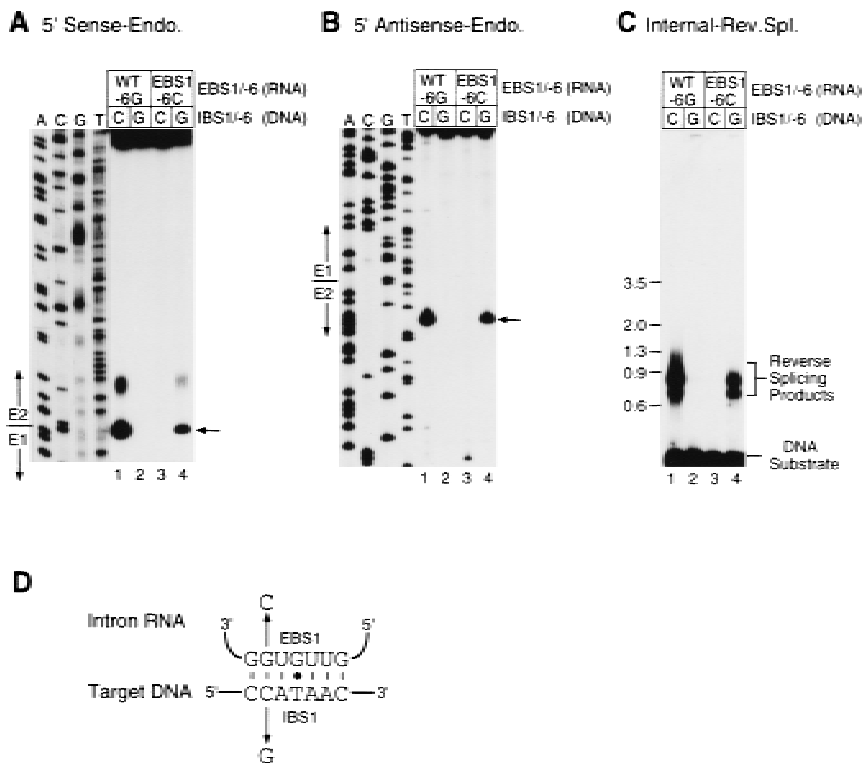 A 5' Sense-Endo.
WT EBS1
-6G -6C
EBS1/-6 (RNA)
C G C G
IBS1/-6 (DNA)
A C G T
E2
E1
1 2 3 4
B 5' Antisense-Endo.
WT EBS1
-6G -6C
EBS1/-6 (RNA)
C G C G
IBS1/-6 (DNA)
A C G T
E1
E2
1 2 3 4
C Internal-Rev.Spl.
WT EBS1
-6G -6C
EBS1/-6 (RNA)
C G C G
IBS1/-6 (DNA)
3.5
2.0
1.3
0.9
0.6
Reverse
Splicing
Products
DNA
Substrate
1 2 3 4
D
C
Intron RNA
3' EBS1 5'
GGUGUUG
Target DNA 5' CCATAAC 3'
IBS1
G